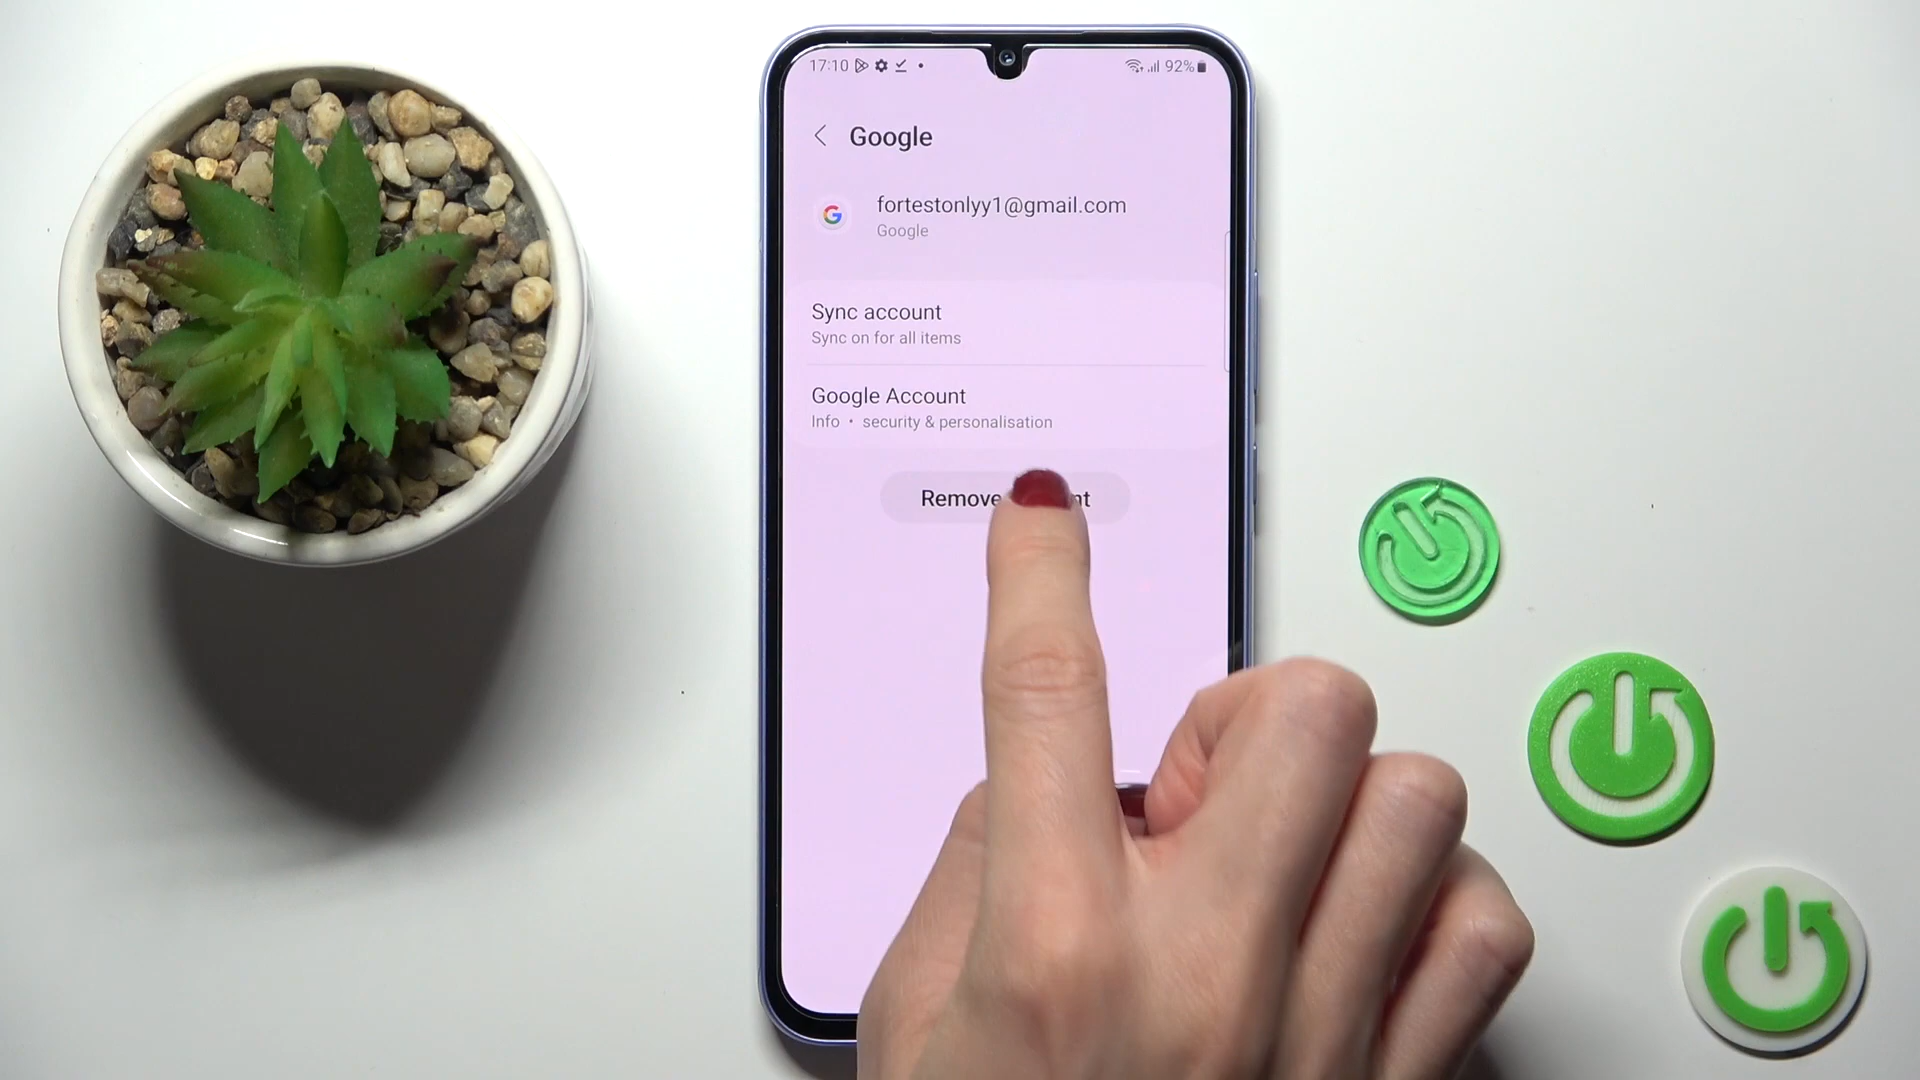 17:10 92%
Google
fortestonlyy1@gmail.com
Google
Sync account
Sync on for all items
Google Account
Info • security & personalisation
Remove